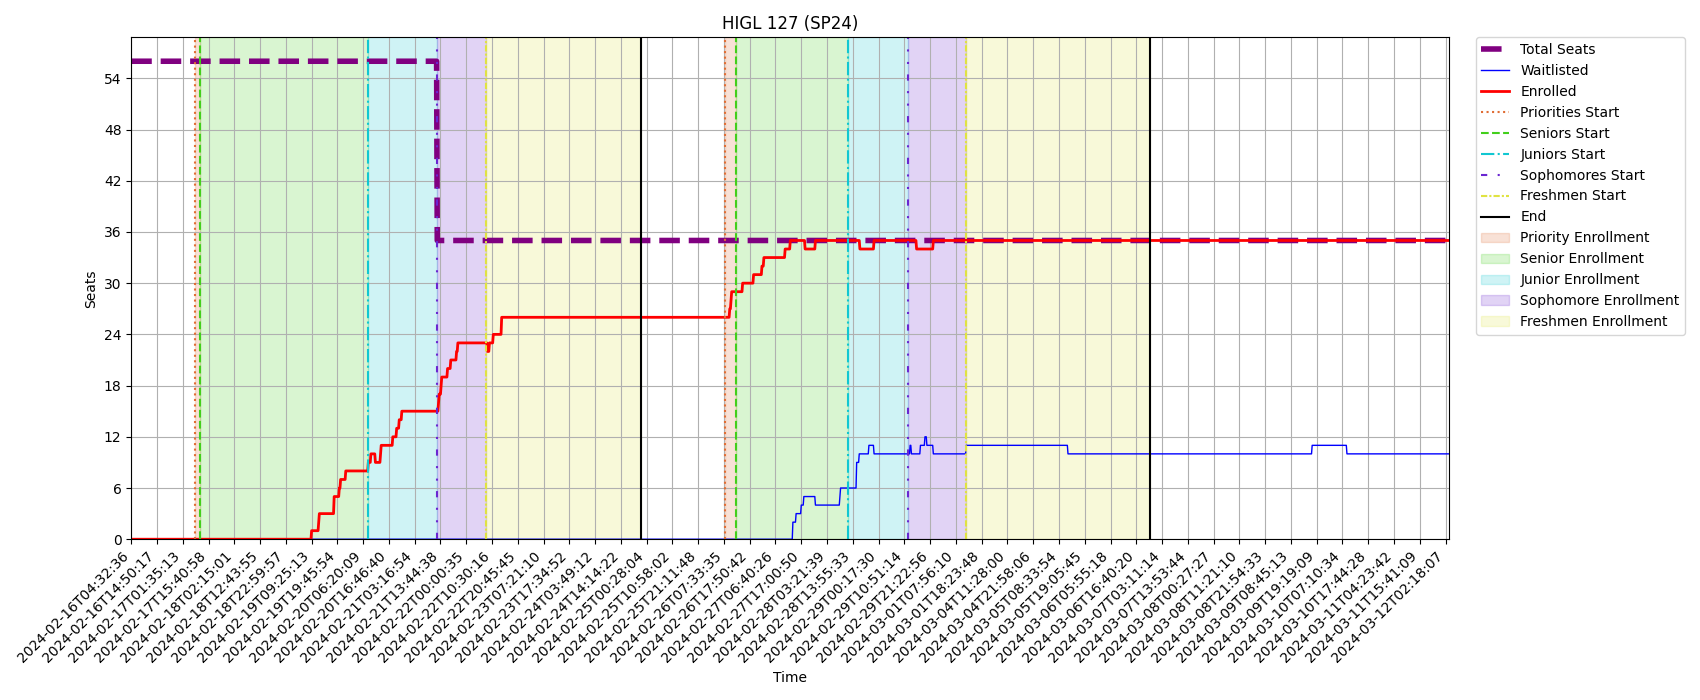 HIGL 127 (SP24)
Seats
54
48
42
36
30
24
18
12
6
0
2024-02-16T04:32:36
2024-02-16T14:50:17
2024-02-17T01:35:13
2024-02-17T15:40:58
2024-02-18T02:15:01
2024-02-18T12:43:55
2024-02-18T22:59:57
2024-02-19T09:25:13
2024-02-19T19:45:54
2024-02-20T06:20:09
2024-02-20T16:46:40
2024-02-21T03:16:54
2024-02-21T13:44:38
2024-02-22T00:00:35
2024-02-22T10:30:16
2024-02-22T20:45:45
2024-02-23T07:21:10
2024-02-23T17:34:52
2024-02-24T03:49:12
2024-02-24T14:14:22
2024-02-25T00:28:04
2024-02-25T10:58:02
2024-02-25T21:11:48
2024-02-26T07:33:35
2024-02-26T17:50:42
2024-02-27T06:40:26
2024-02-27T17:00:50
2024-02-28T03:21:39
2024-02-28T13:55:33
2024-02-29T00:17:30
2024-02-29T10:51:14
2024-02-29T21:22:56
2024-03-01T07:56:10
2024-03-01T18:23:48
2024-03-04T11:28:00
2024-03-04T21:58:06
2024-03-05T08:33:54
2024-03-05T19:05:45
2024-03-06T05:55:18
2024-03-06T16:40:20
2024-03-07T03:11:14
2024-03-07T13:53:44
2024-03-08T00:27:27
2024-03-08T11:21:10
2024-03-08T21:54:33
2024-03-09T08:45:13
2024-03-09T19:19:09
2024-03-10T07:10:34
2024-03-10T17:44:28
2024-03-11T04:23:42
2024-03-11T15:41:09
2024-03-12T02:18:07
Time
Total Seats
Waitlisted
Enrolled
Priorities Start
Seniors Start
Juniors Start
Sophomores Start
Freshmen Start
End
Priority Enrollment
Senior Enrollment
Junior Enrollment
Sophomore Enrollment
Freshmen Enrollment